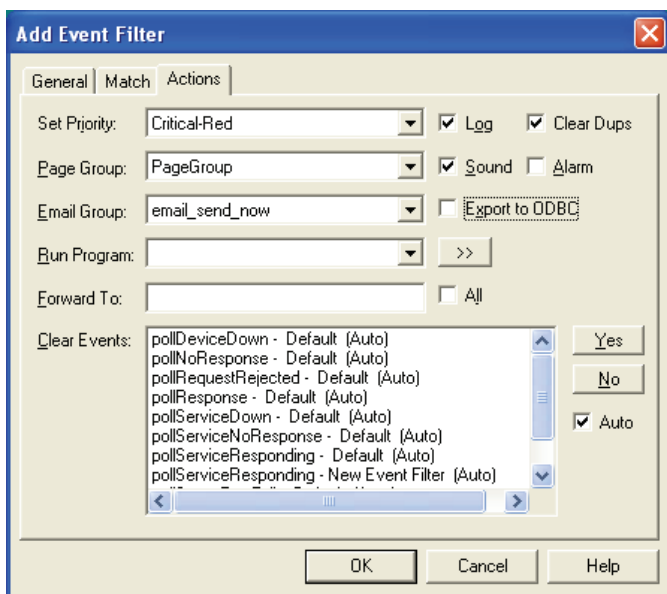 Add Event Filter
General Match Actions
Set Priority: Critical-Red Log Clear Dups
Page Group: PageGroup Sound Alarm
Email Group: email_send_now Export to ODBC
Run Program: >>
Forward To: All
Clear Events: pollDeviceDown - Default (Auto) Yes
pollNoResponse - Default (Auto)
pollRequestRejected - Default (Auto) No
pollResponse - Default (Auto)
pollServiceDown - Default (Auto) Auto
pollServiceNoResponse - Default (Auto)
pollServiceResponding - Default (Auto)
pollServiceResponding - New Event Filter (Auto)
OK Cancel Help